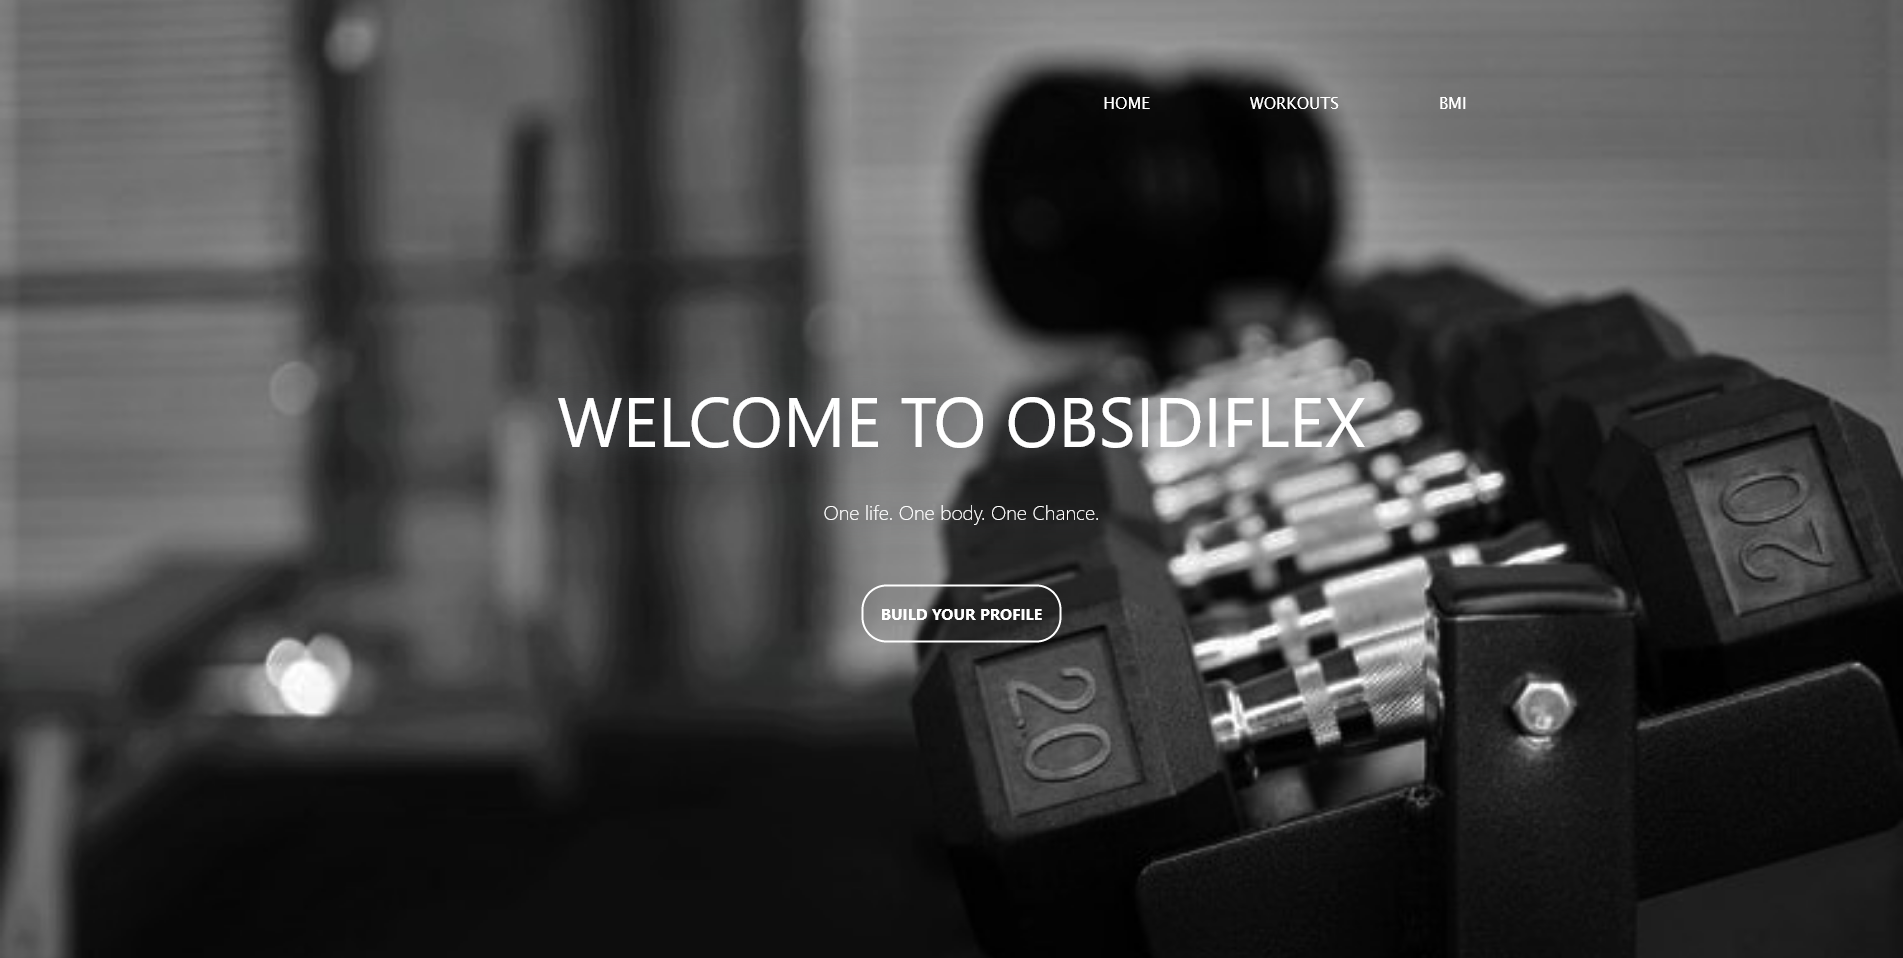 HOME WORKOUTS BMI
WELCOME TO OBSIDIFLEX
One life. One body. One Chance.
BUILD YOUR PROFILE
20
20